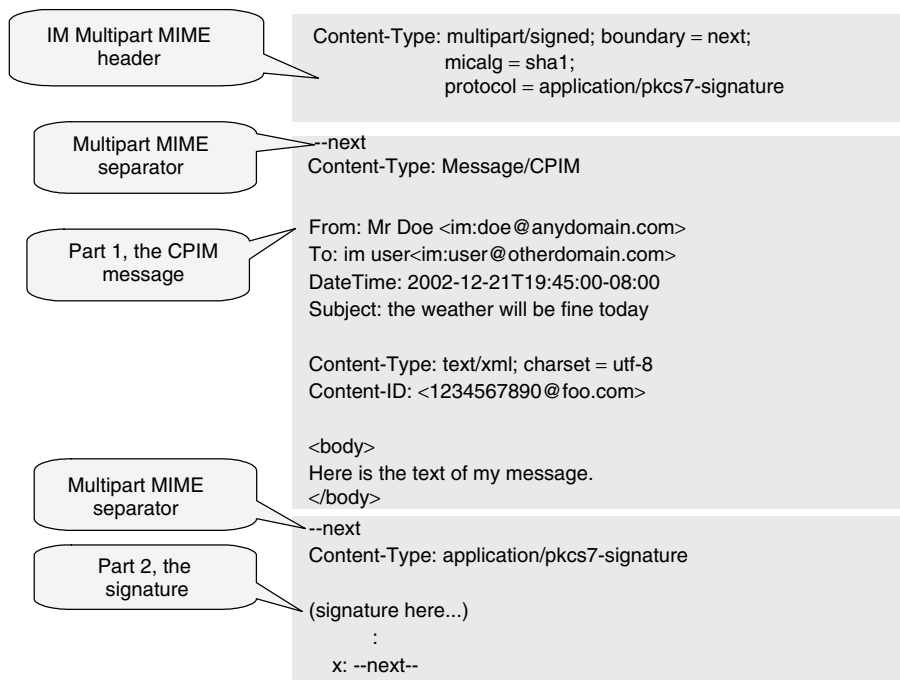 IM Multipart MIME
header
Content-Type: multipart/signed; boundary = next;
micalg = sha1;
protocol = application/pkcs7-signature
Multipart MIME
separator
--next
Content-Type: Message/CPIM
Part 1, the CPIM
message
From: Mr Doe <im:doe@anydomain.com>
To: im user<im:user@otherdomain.com>
DateTime: 2002-12-21T19:45:00-08:00
Subject: the weather will be fine today
Content-Type: text/xml; charset = utf-8
Content-ID: <1234567890@foo.com>
<body>
Here is the text of my message.
</body>
Multipart MIME
separator
--next
Content-Type: application/pkcs7-signature
Part 2, the
signature
(signature here...)
:
x: --next--